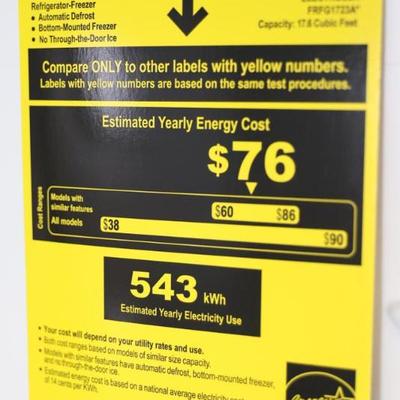 Refrigerator-Freezer
• Automatic Defrost
• Bottom-Mounted Freezer
• No Through-the-Door Ice
FRFG1723A*
Capacity: 17.6 Cubic Feet
Compare ONLY to other labels with yellow numbers.
Labels with yellow numbers are based on the same test procedures.
Estimated Yearly Energy Cost
$76
Cost Ranges
Models with
similar features
$60 $86
All models
$38
$90
543 kWh
Estimated Yearly Electricity Use
• Your cost will depend on your utility rates and use.
• Both cost ranges based on models of similar size capacity.
• Models with similar features have automatic defrost, bottom-mounted freezer,
and no through-the-door-ice.
• Estimated energy cost is based on a national average electricity
of 14 cents per kWh.